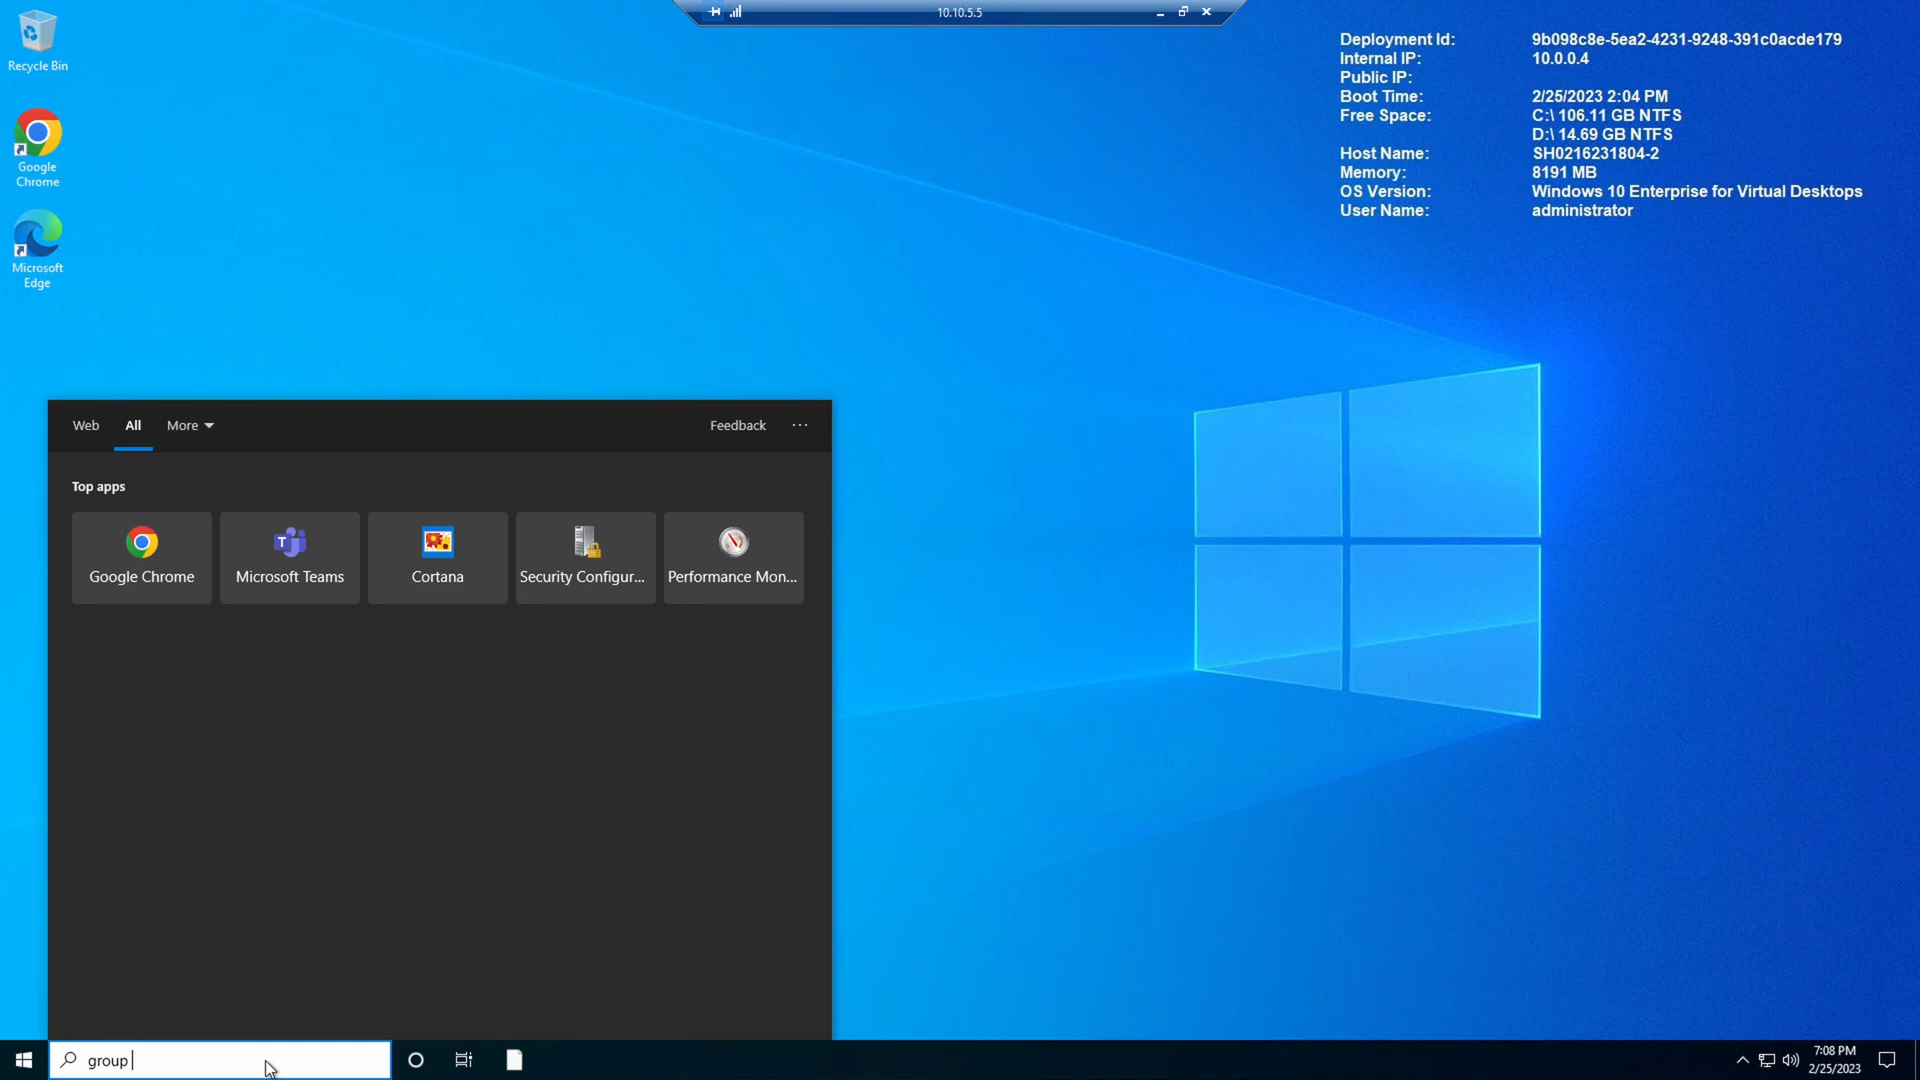 10.10.5.5
Recycle Bin
Google
Chrome
Microsoft
Edge
Deployment Id: 9b098c8e-5ea2-4231-9248-391c0acde179
Internal IP: 10.0.0.4
Public IP:
Boot Time: 2/25/2023 2:04 PM
Free Space: C:\ 106.11 GB NTFS
D:\ 14.69 GB NTFS
Host Name: SH0216231804-2
Memory: 8191 MB
OS Version: Windows 10 Enterprise for Virtual Desktops
User Name: administrator
Web All More Feedback ...
Top apps
Google Chrome Microsoft Teams Cortana Security Configur... Performance Mon...
group
7:08 PM
2/25/2023